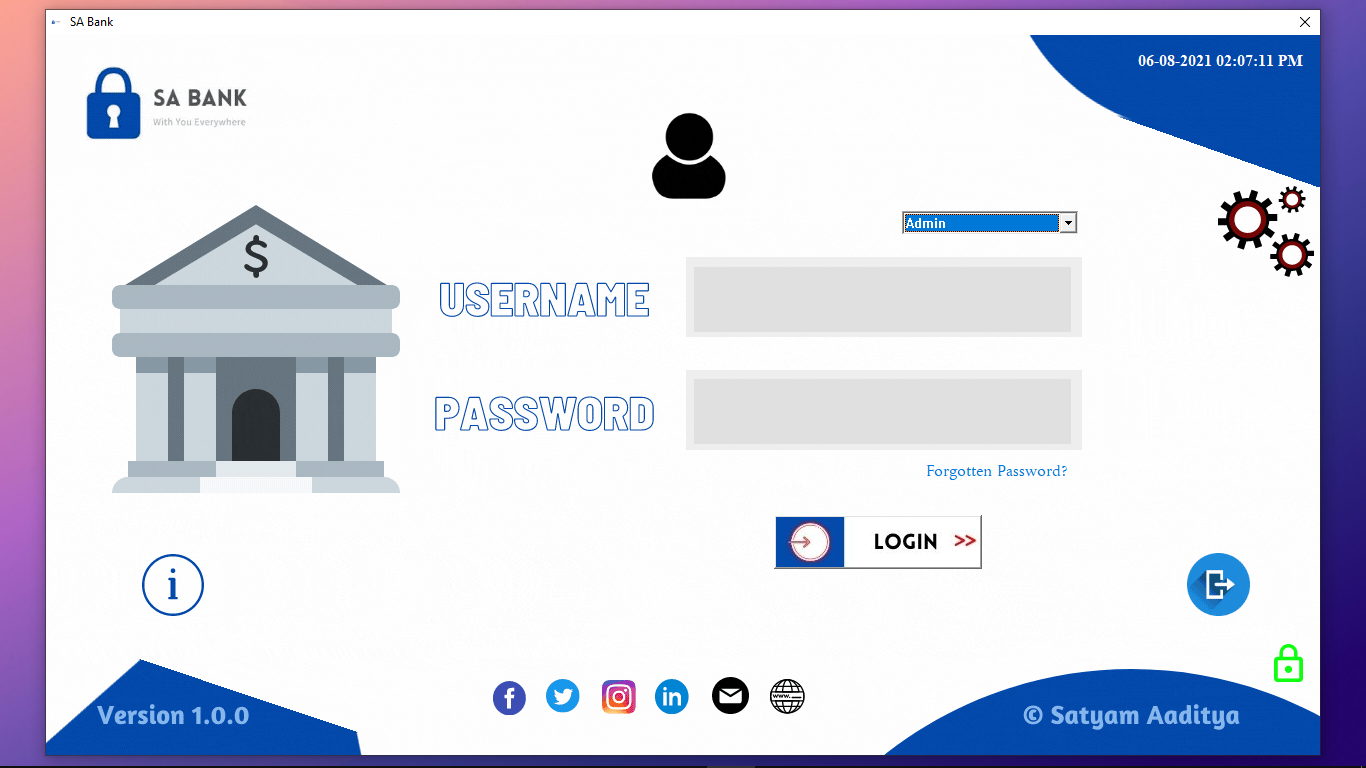 SA Bank
06-08-2021 02:07:11 PM
SA BANK
With You Everywhere
$
Admin
USERNAME
PASSWORD
Forgotten Password?
LOGIN >>
i
www.
Version 1.0.0
© Satyam Aaditya